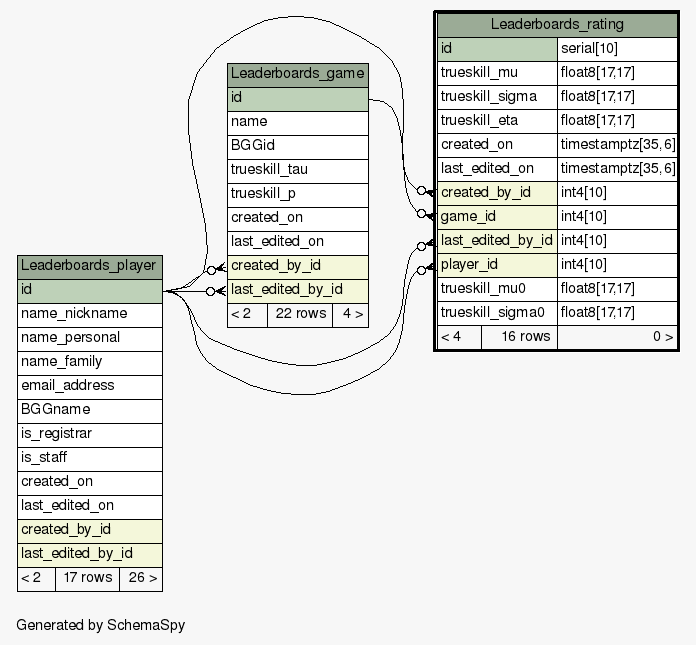 Leaderboards_rating
id serial[10]
trueskill_mu float8[17,17]
trueskill_sigma float8[17,17]
trueskill_eta float8[17,17]
created_on timestamptz[35,6]
last_edited_on timestamptz[35,6]
created_by_id int4[10]
game_id int4[10]
last_edited_by_id int4[10]
player_id int4[10]
trueskill_mu0 float8[17,17]
trueskill_sigma0 float8[17,17]
< 4 16 rows 0 >
Leaderboards_game
id
name
BGGid
trueskill_tau
trueskill_p
created_on
last_edited_on
created_by_id
last_edited_by_id
< 2 22 rows 4 >
Leaderboards_player
id
name_nickname
name_personal
name_family
email_address
BGGname
is_registrar
is_staff
created_on
last_edited_on
created_by_id
last_edited_by_id
< 2 17 rows 26 >
Generated by SchemaSpy